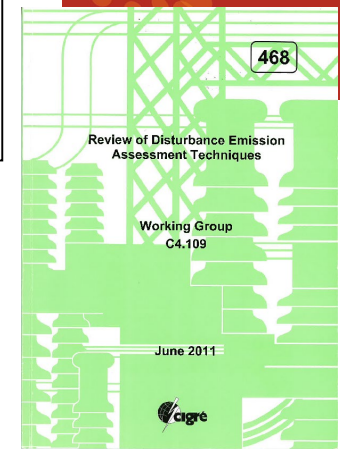 468
Review of Disturbance Emission
Assessment Techniques
Working Group
C4.109
June 2011
cigré